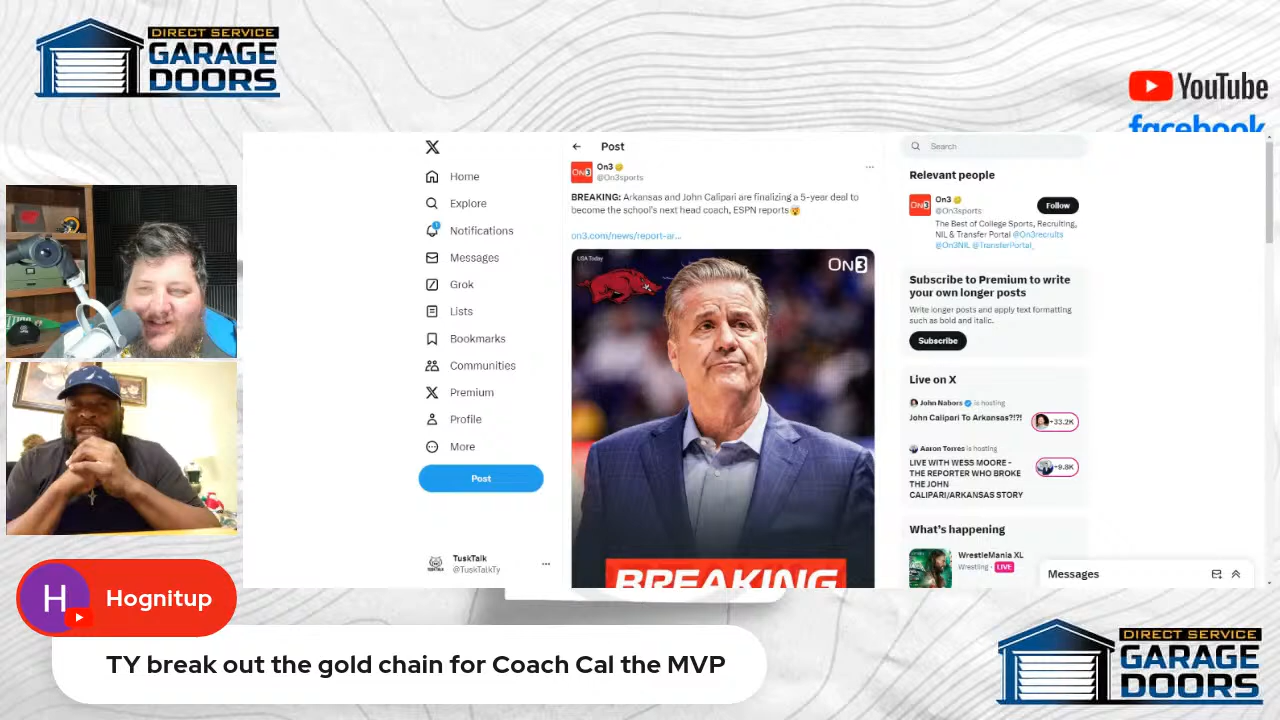 DIRECT SERVICE
GARAGE
DOORS
YouTube
facebook
Home
Explore
Notifications
Messages
Grok
Lists
Bookmarks
Communities
Premium
Profile
More
Post
TuskTalk
@TuskTalkTy
Post
On3
On3
@On3sports
BREAKING: Arkansas and John Calipari are finalizing a 5-year deal to
become the school's next head coach, ESPN reports
on3.com/news/report-ar...
USA Today
ON3
BREAKING
Search
Relevant people
On3
On3
@On3sports
Follow
The Best of College Sports, Recruiting,
NIL & Transfer Portal @On3recruits
@On3NIL @TransferPortal_
Subscribe to Premium to write
your own longer posts
Write longer posts and apply text formatting
such as bold and italic.
Subscribe
Live on X
John Nabors is hosting
John Calipari To Arkansas?!?!
+33.2K
Aaron Torres is hosting
LIVE WITH WESS MOORE -
THE REPORTER WHO BROKE
THE JOHN
CALIPARI/ARKANSAS STORY
+9.8K
What's happening
WrestleMania XL
Wrestling · LIVE
Messages
H
Hognitup
TY break out the gold chain for Coach Cal the MVP
DIRECT SERVICE
GARAGE
DOORS